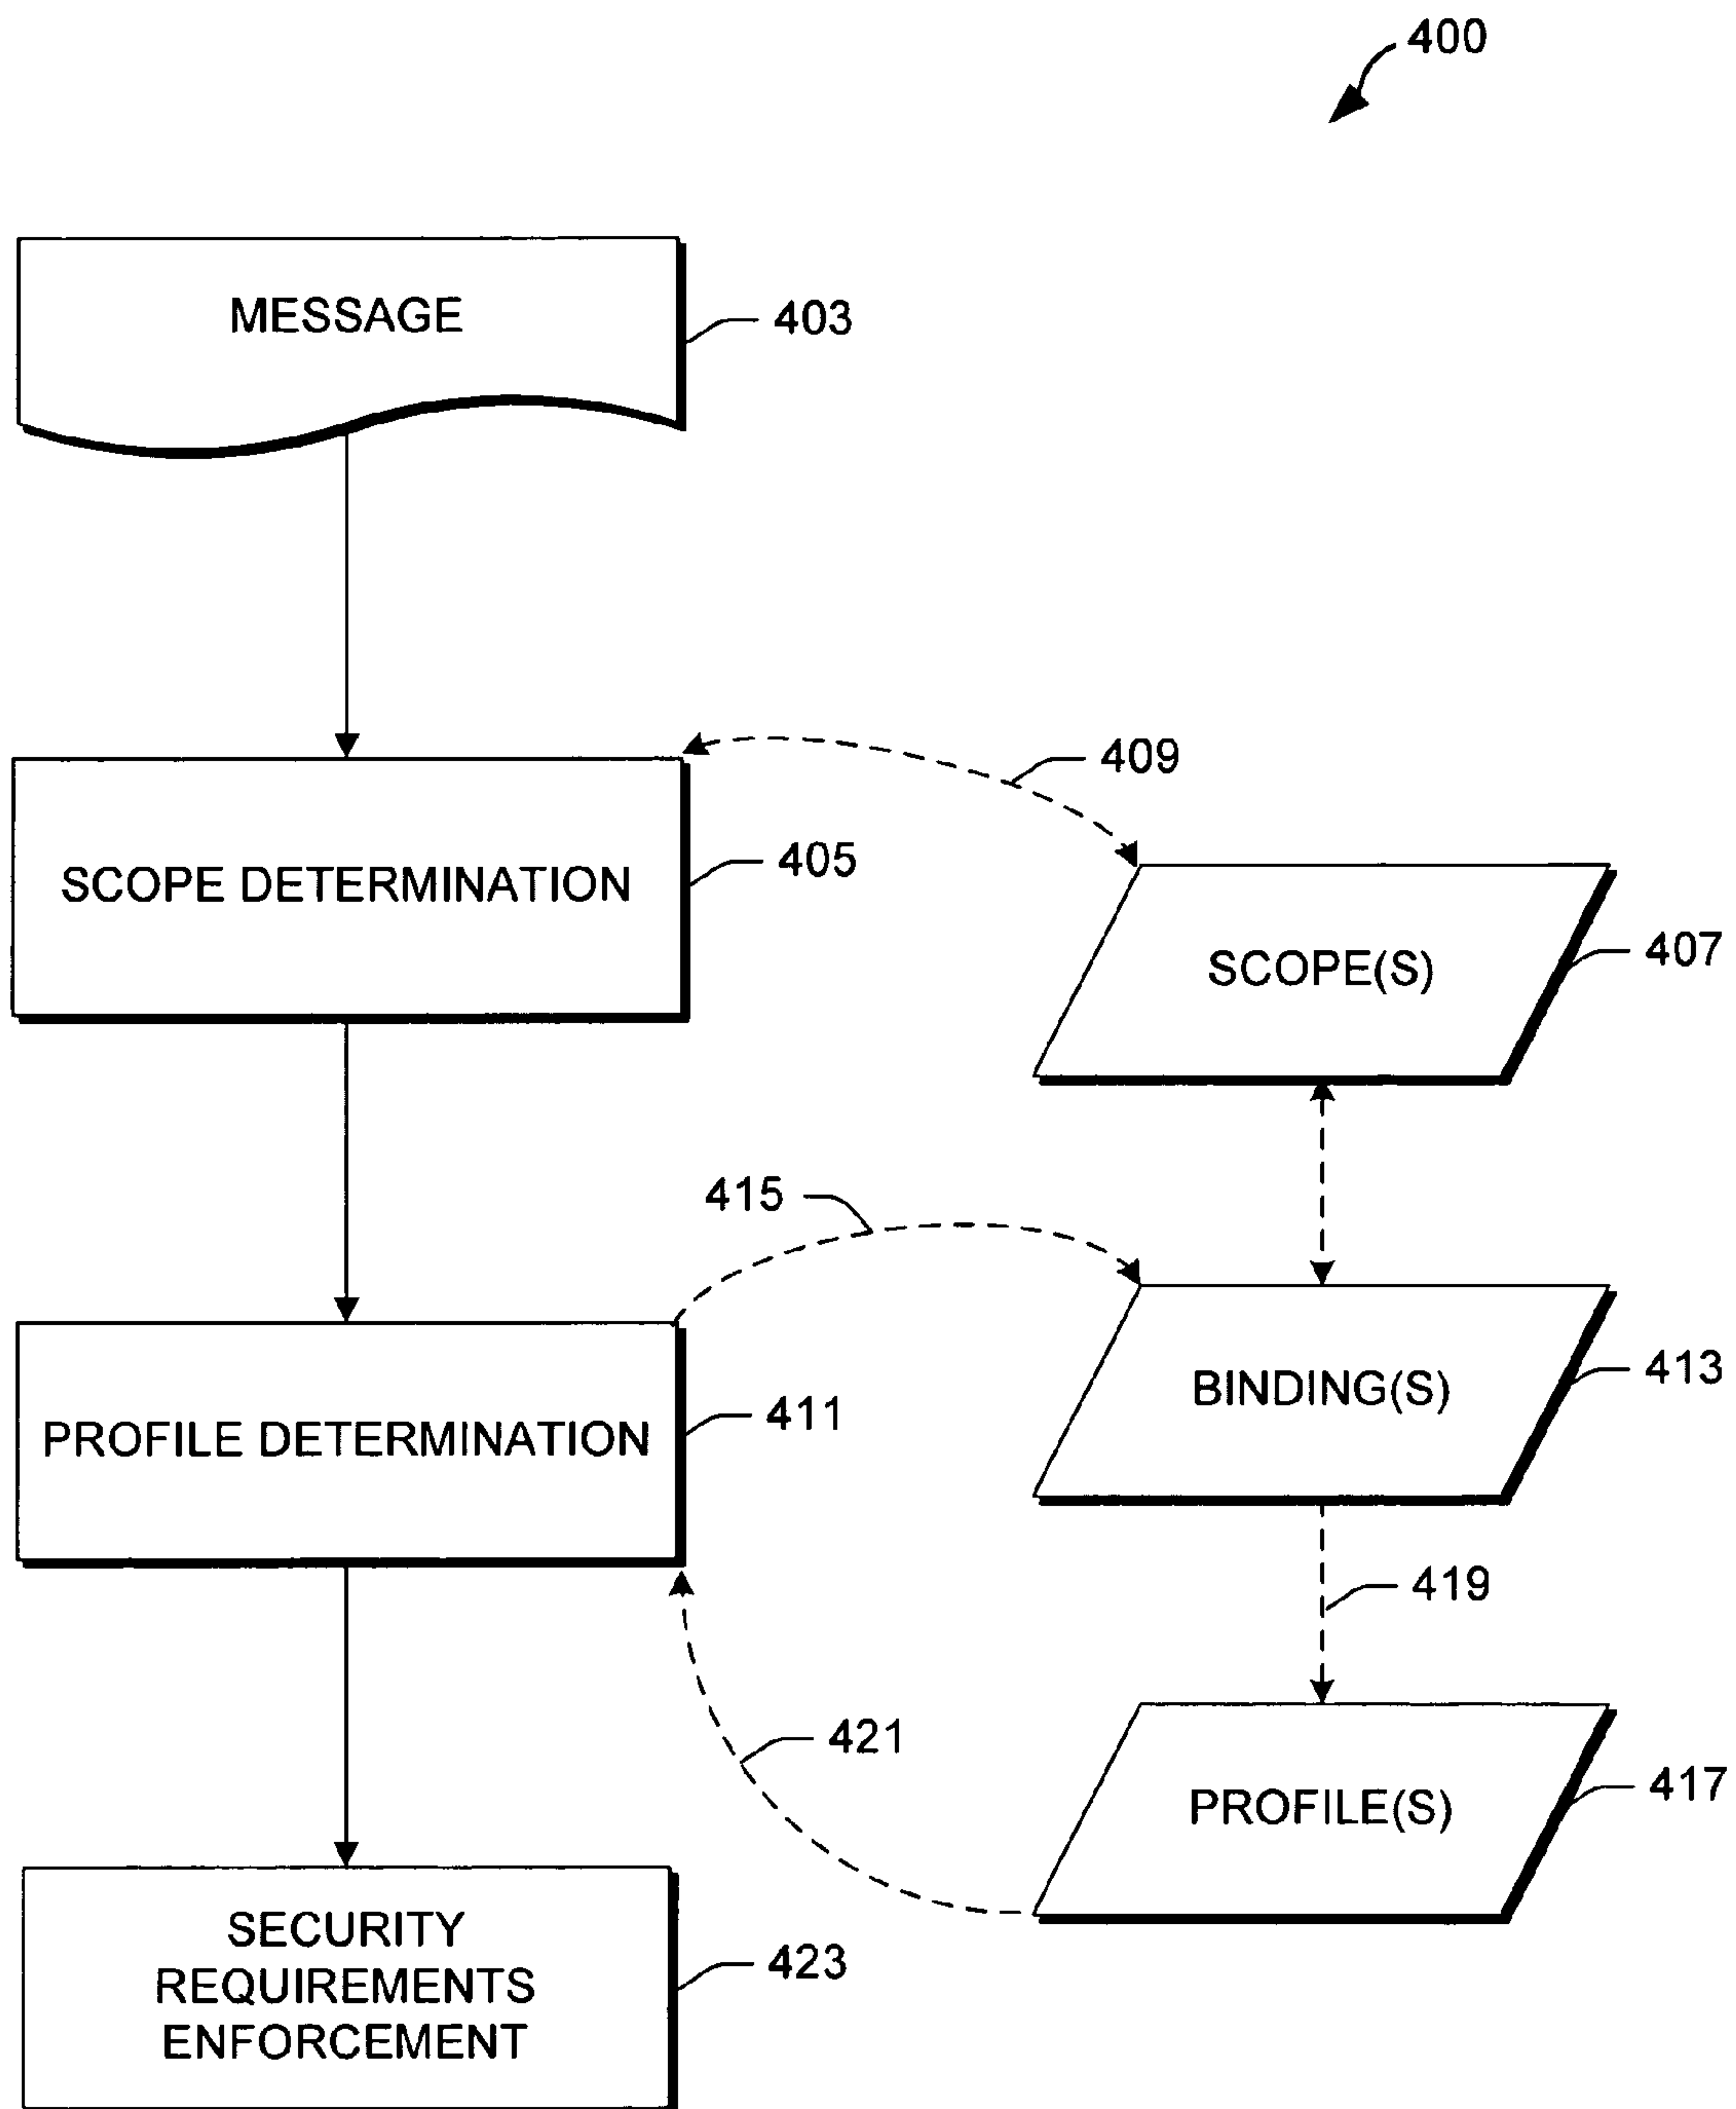 400
MESSAGE
403
409
SCOPE DETERMINATION
405
SCOPE(S)
407
415
PROFILE DETERMINATION
411
BINDING(S)
413
419
421
PROFILE(S)
417
SECURITY
REQUIREMENTS
ENFORCEMENT
423